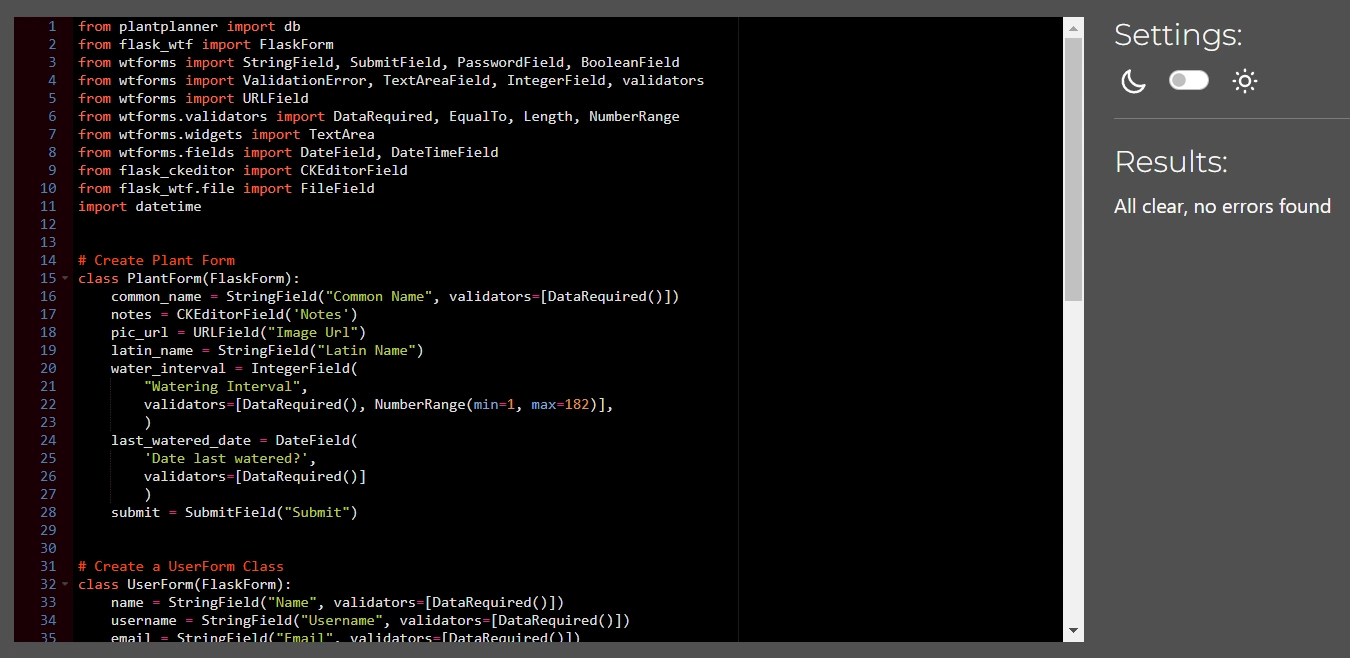 1 from plantplanner import db
2 from flask_wtf import FlaskForm
3 from wtforms import StringField, SubmitField, PasswordField, BooleanField
4 from wtforms import ValidationError, TextAreaField, IntegerField, validators
5 from wtforms import URLField
6 from wtforms.validators import DataRequired, EqualTo, Length, NumberRange
7 from wtforms.widgets import TextArea
8 from wtforms.fields import DateField, DateTimeField
9 from flask_ckeditor import CKEditorField
10 from flask_wtf.file import FileField
11 import datetime
12
13
14 # Create Plant Form
15 class PlantForm(FlaskForm):
16     common_name = StringField("Common Name", validators=[DataRequired()])
17     notes = CKEditorField('Notes')
18     pic_url = URLField("Image Url")
19     latin_name = StringField("Latin Name")
20     water_interval = IntegerField(
21         "Watering Interval",
22         validators=[DataRequired(), NumberRange(min=1, max=182)],
23         )
24     last_watered_date = DateField(
25         'Date last watered?',
26         validators=[DataRequired()]
27         )
28     submit = SubmitField("Submit")
29
30
31 # Create a UserForm Class
32 class UserForm(FlaskForm):
33     name = StringField("Name", validators=[DataRequired()])
34     username = StringField("Username", validators=[DataRequired()])
35     email = StringField("Email", validators=[DataRequired()])
Settings:
Results:
All clear, no errors found